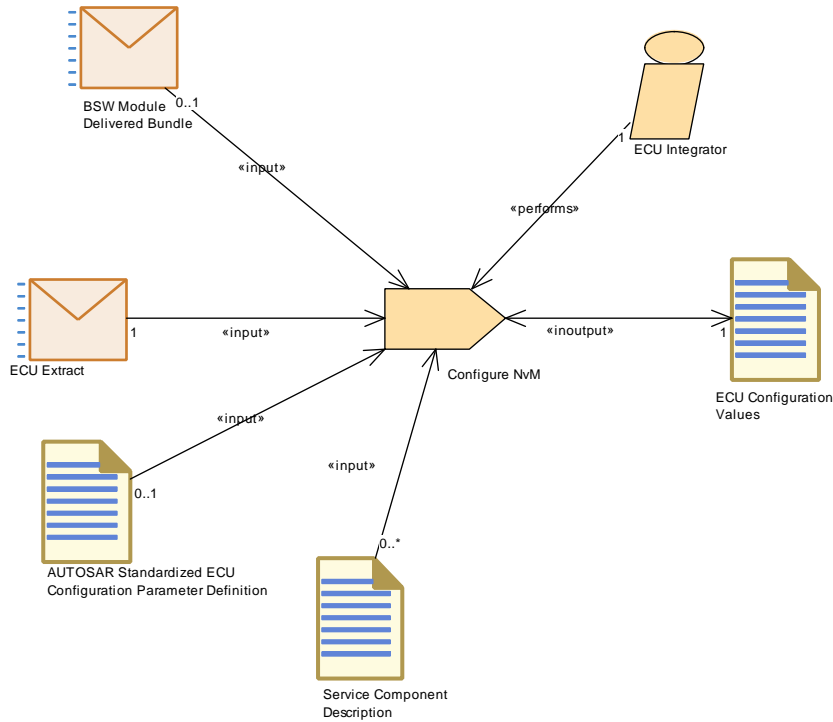 BSW Module
Delivered Bundle
0..1
«input»
ECU Integrator
1
«performs»
ECU Extract
1
«input»
Configure NvM
«inoutput»
1
ECU Configuration
Values
«input»
0..1
AUTOSAR Standardized ECU
Configuration Parameter Definition
«input»
0..*
Service Component
Description